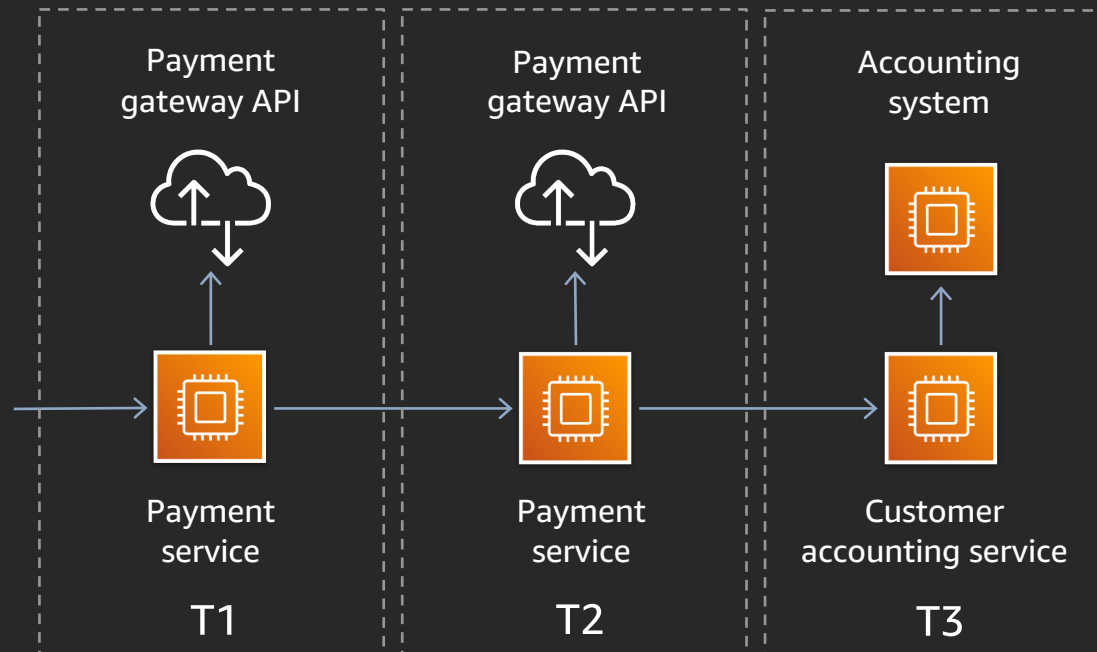 Payment
gateway API
Payment
gateway API
Accounting
system
Payment
service
Payment
service
Customer
accounting service
T1
T2
T3